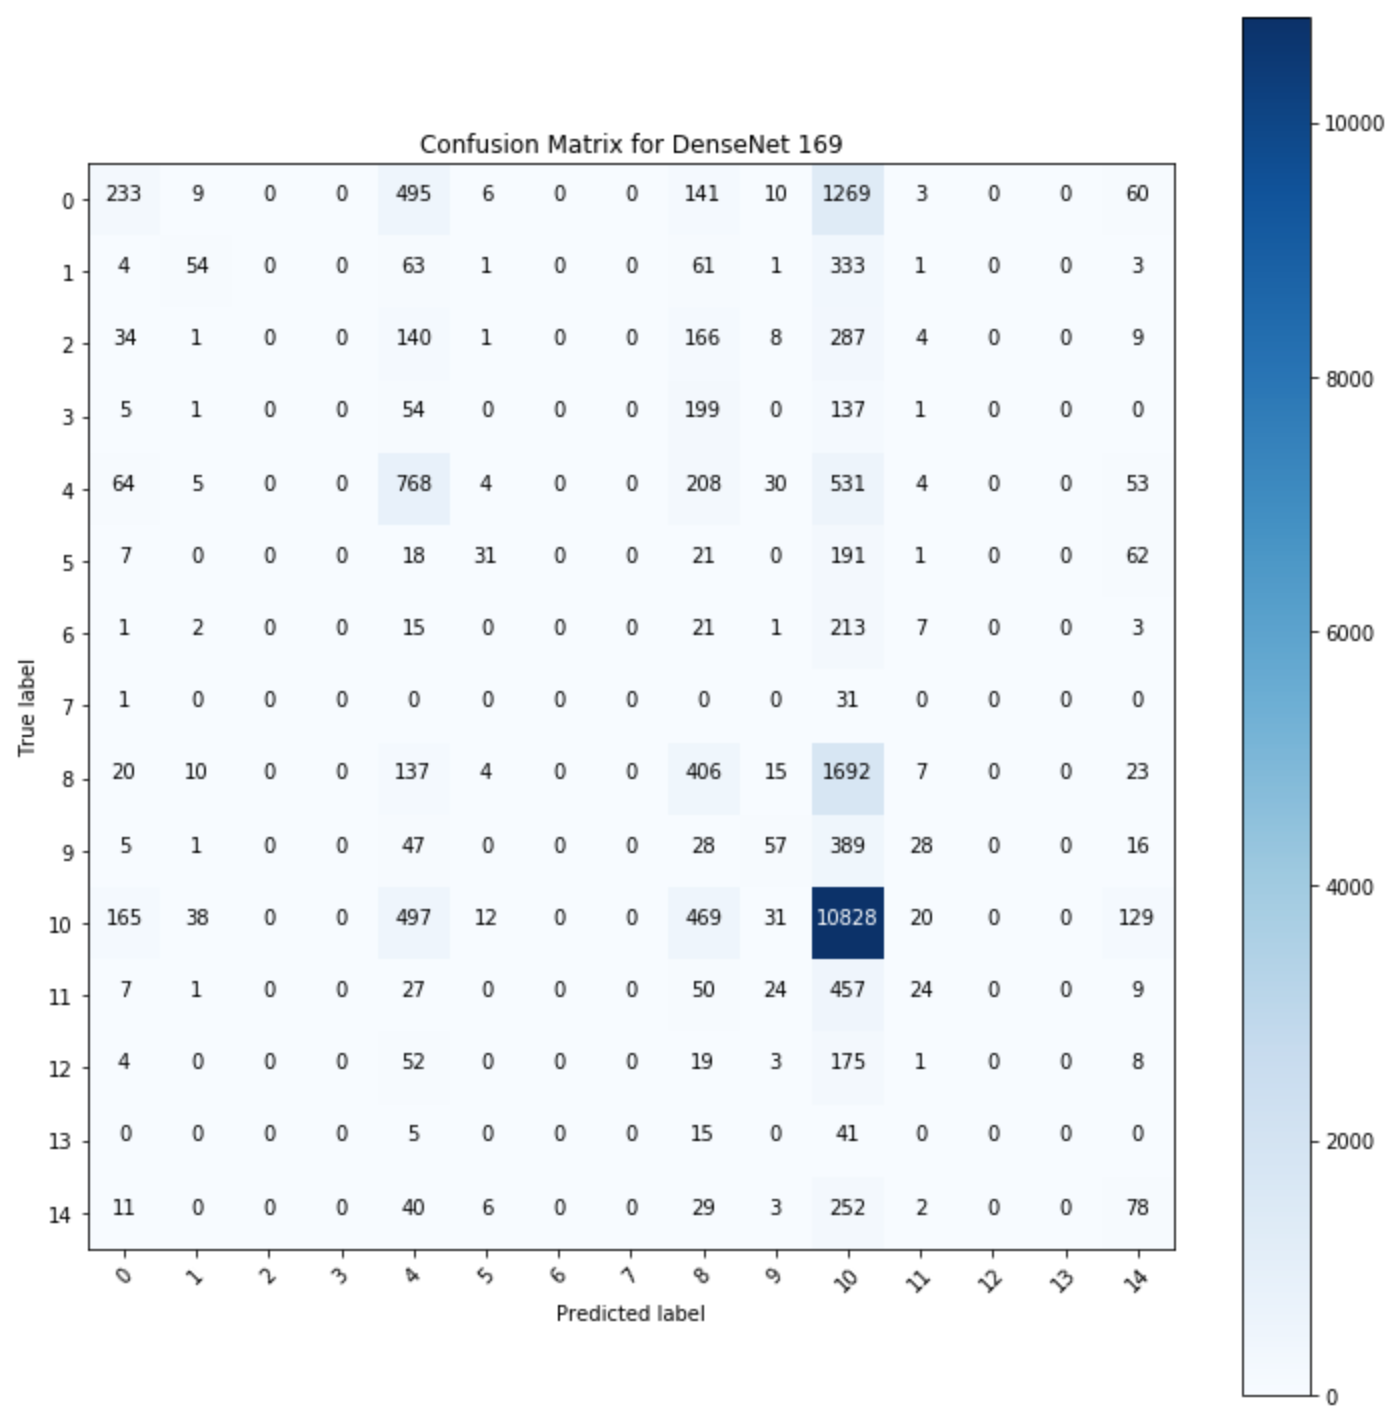 Confusion Matrix for DenseNet 169
0 233 9 0 0 495 6 0 0 141 10 1269 3 0 0 60
1 4 54 0 0 63 1 0 0 61 1 333 1 0 0 3
2 34 1 0 0 140 1 0 0 166 8 287 4 0 0 9
3 5 1 0 0 54 0 0 0 199 0 137 1 0 0 0
4 64 5 0 0 768 4 0 0 208 30 531 4 0 0 53
5 7 0 0 0 18 31 0 0 21 0 191 1 0 0 62
6 1 2 0 0 15 0 0 0 21 1 213 7 0 0 3
7 1 0 0 0 0 0 0 0 0 0 31 0 0 0 0
8 20 10 0 0 137 4 0 0 406 15 1692 7 0 0 23
9 5 1 0 0 47 0 0 0 28 57 389 28 0 0 16
10 165 38 0 0 497 12 0 0 469 31 10828 20 0 0 129
11 7 1 0 0 27 0 0 0 50 24 457 24 0 0 9
12 4 0 0 0 52 0 0 0 19 3 175 1 0 0 8
13 0 0 0 0 5 0 0 0 15 0 41 0 0 0 0
14 11 0 0 0 40 6 0 0 29 3 252 2 0 0 78
0 1 2 3 4 5 6 7 8 9 10 11 12 13 14
Predicted label
True label
10000
8000
6000
4000
2000
0